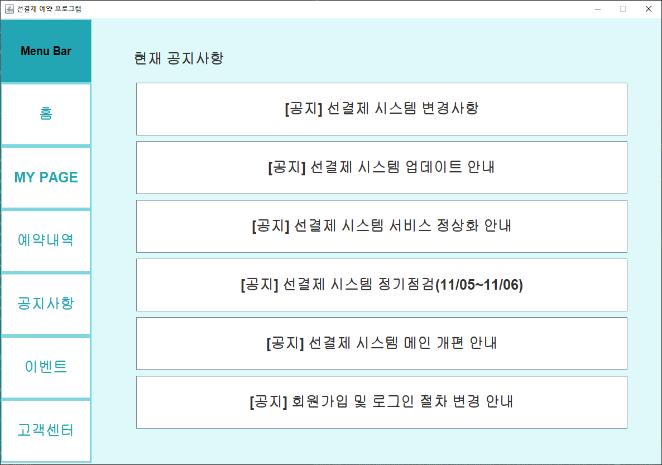 선결제 예약 프로그램
Menu Bar
홈
MY PAGE
예약내역
공지사항
이벤트
고객센터
현재 공지사항
[공지] 선결제 시스템 변경사항
[공지] 선결제 시스템 업데이트 안내
[공지] 선결제 시스템 서비스 정상화 안내
[공지] 선결제 시스템 정기점검(11/05~11/06)
[공지] 선결제 시스템 메인 개편 안내
[공지] 회원가입 및 로그인 절차 변경 안내